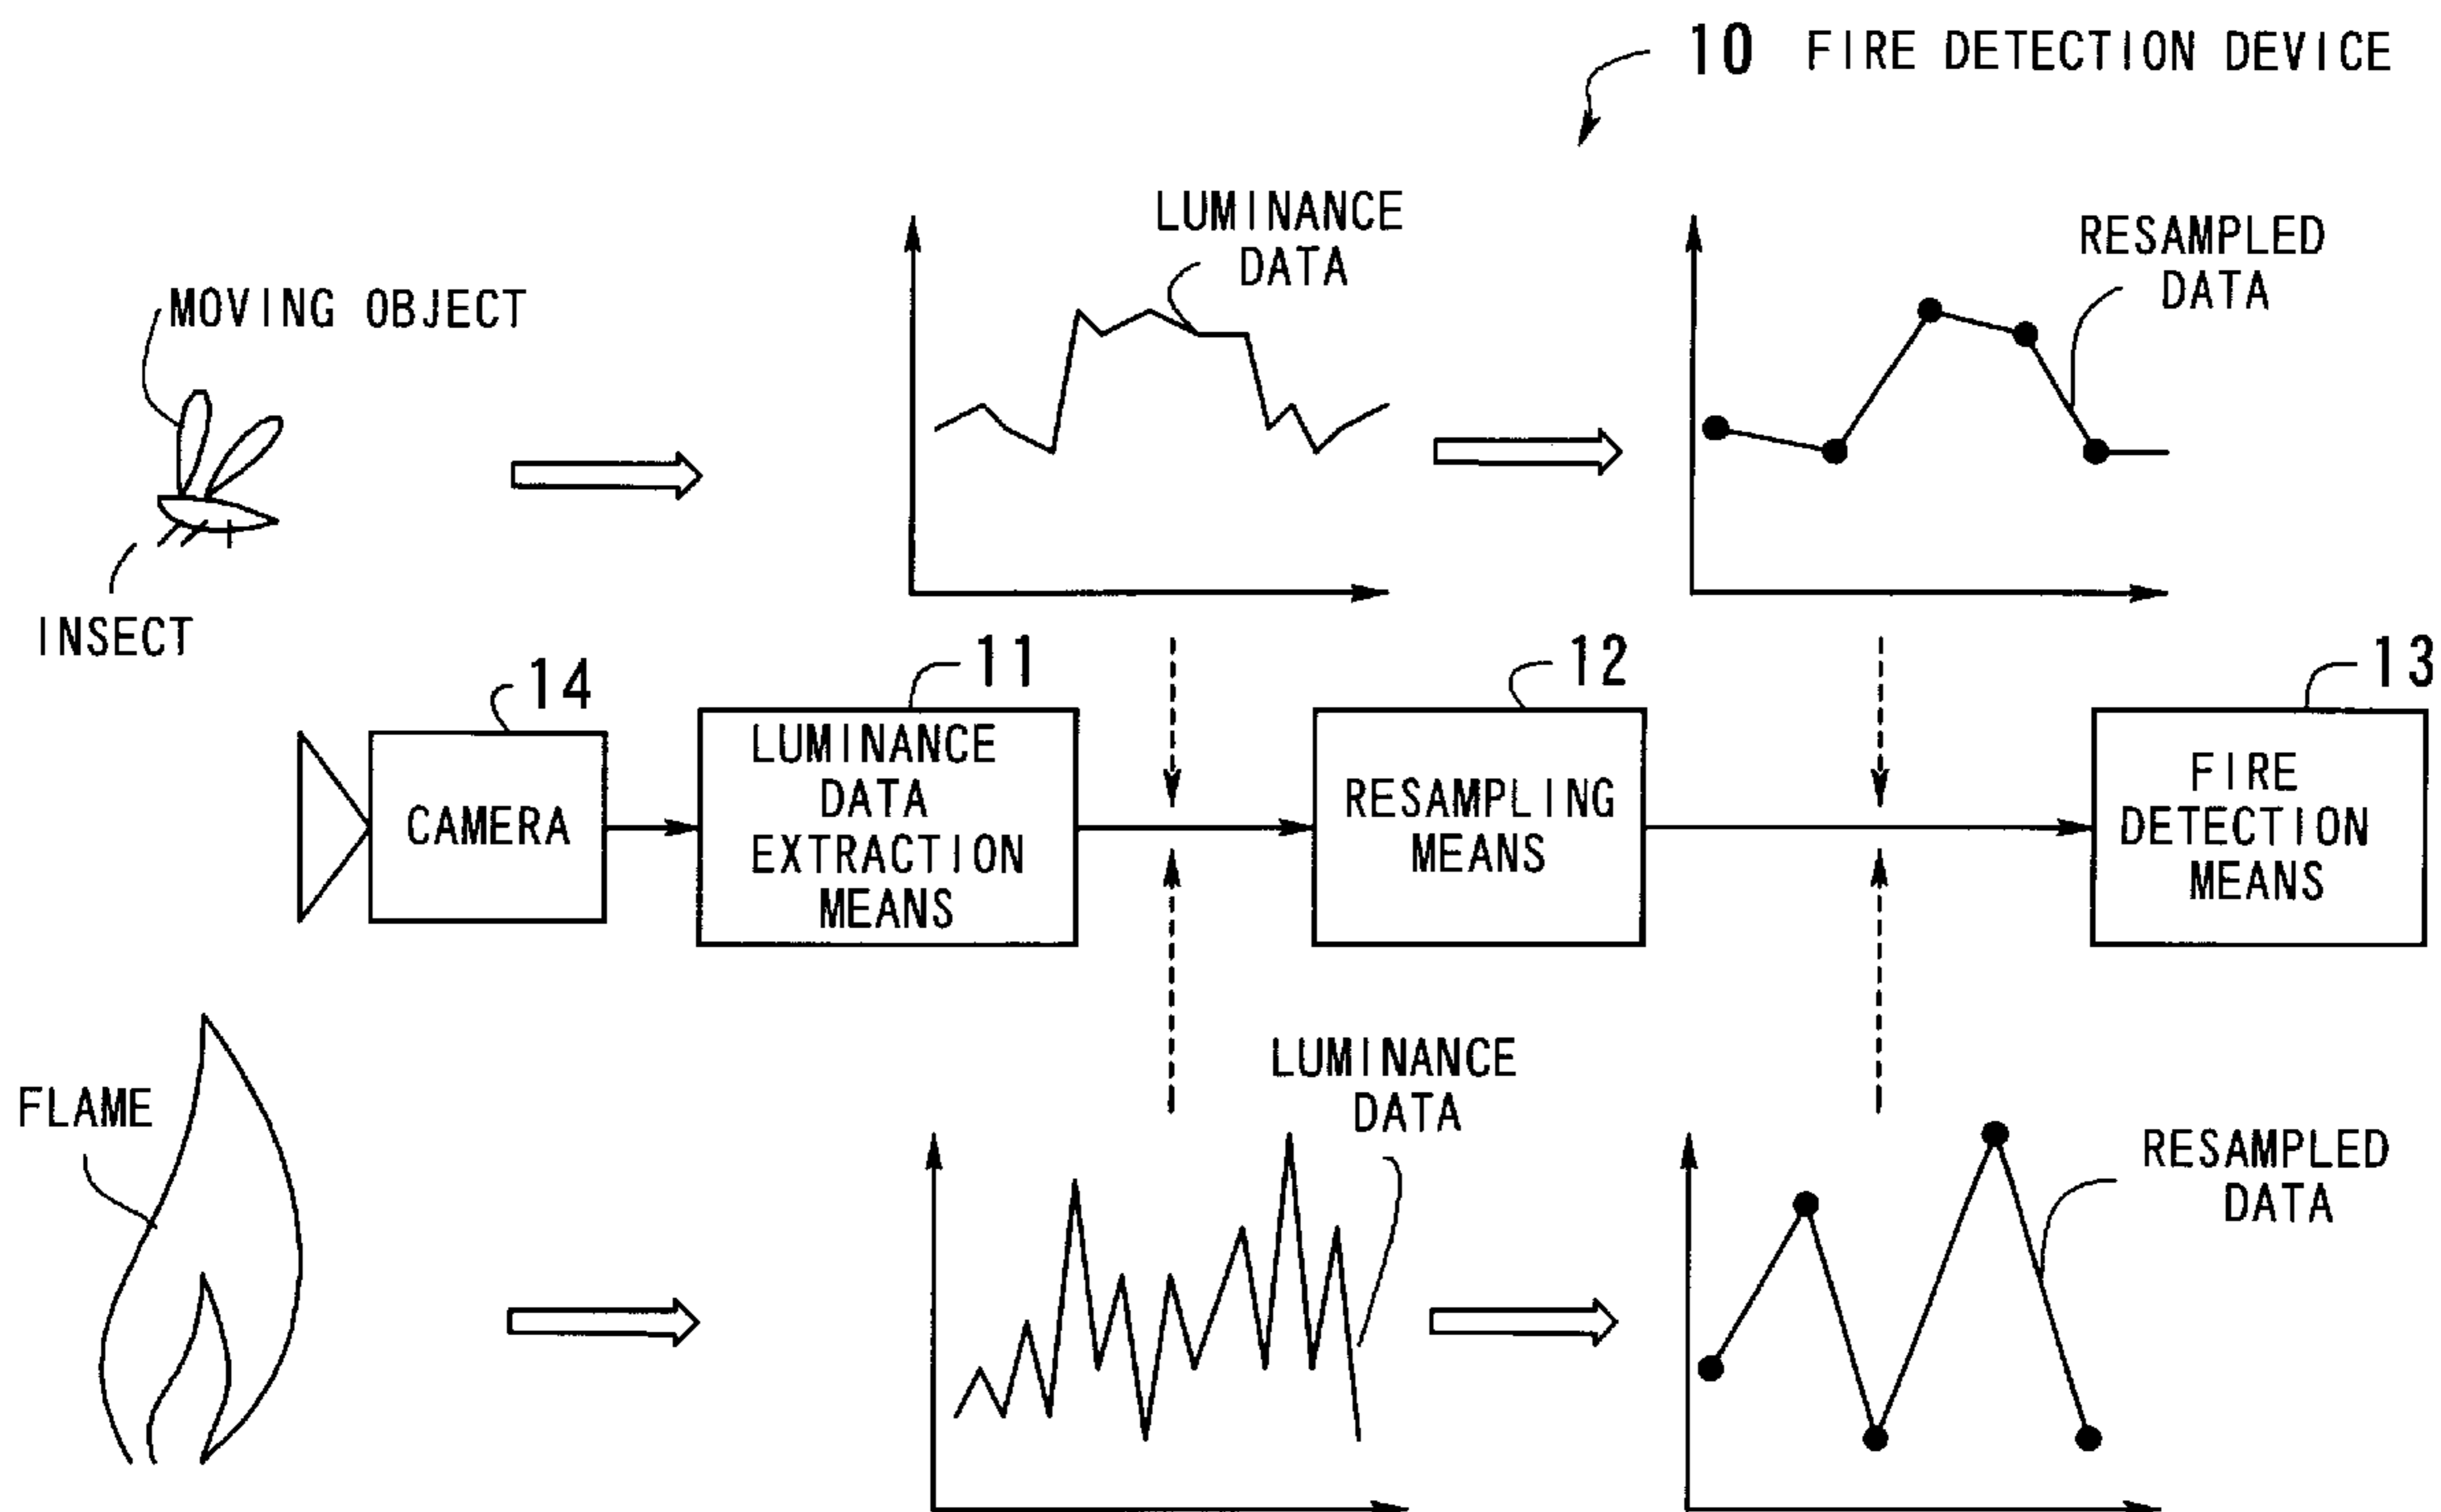 10 FIRE DETECTION DEVICE
LUMINANCE
DATA
RESAMPLED
DATA
MOVING OBJECT
INSECT
14
11
12
13
CAMERA
LUMINANCE
DATA
EXTRACTION
MEANS
RESAMPLING
MEANS
FIRE
DETECTION
MEANS
FLAME
LUMINANCE
DATA
RESAMPLED
DATA